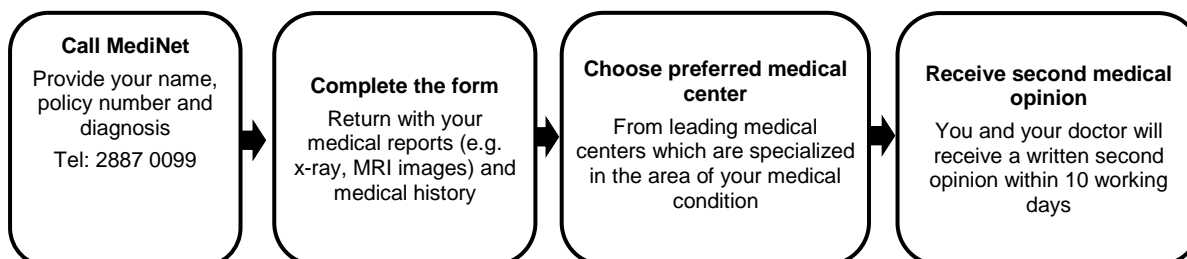 Call MediNet
Provide your name,
policy number and
diagnosis
Tel: 2887 0099
Complete the form
Return with your
medical reports (e.g.
x-ray, MRI images) and
medical history
Choose preferred medical
center
From leading medical
centers which are specialized
in the area of your medical
condition
Receive second medical
opinion
You and your doctor will
receive a written second
opinion within 10 working
days